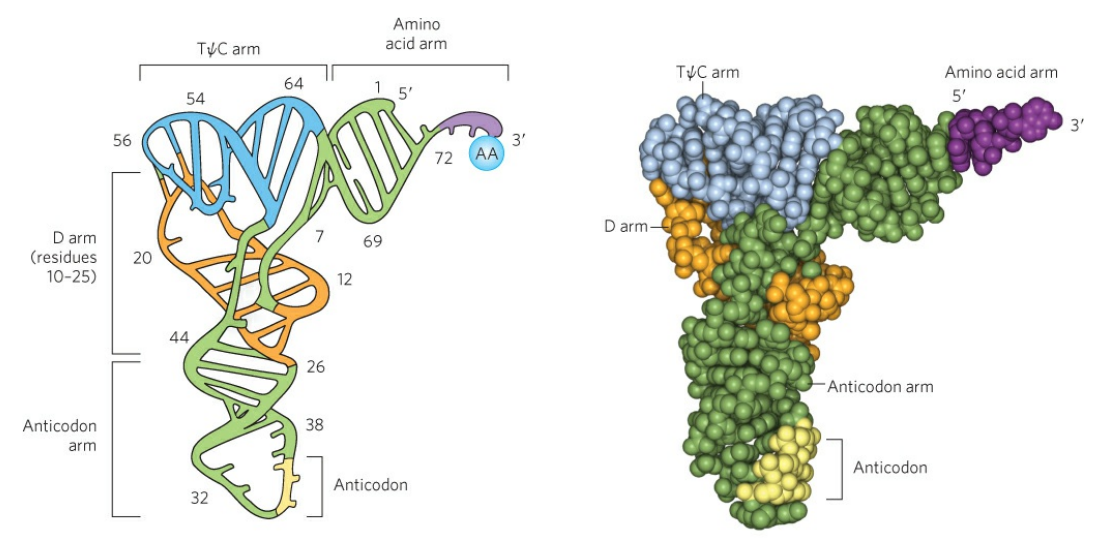 Amino
acid arm
TψC arm
64
1
5′
54
56
3′
72
AA
D arm
(residues
10–25)
7
69
20
12
44
26
Anticodon
arm
38
32
Anticodon
TψC arm
Amino acid arm
5′
3′
D arm
Anticodon arm
Anticodon